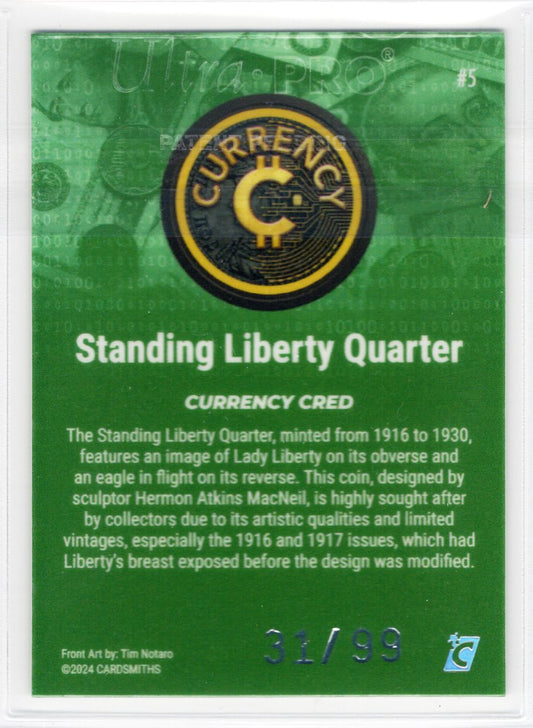 Ultra·PRO®
#5
PATENT PENDING
CURRENCY
C
Standing Liberty Quarter
CURRENCY CRED
The Standing Liberty Quarter, minted from 1916 to 1930,
features an image of Lady Liberty on its obverse and
an eagle in flight on its reverse. This coin, designed by
sculptor Hermon Atkins MacNeil, is highly sought after
by collectors due to its artistic qualities and limited
vintages, especially the 1916 and 1917 issues, which had
Liberty's breast exposed before the design was modified.
Front Art by: Tim Notaro
©2024 CARDSMITHS
31/99
C